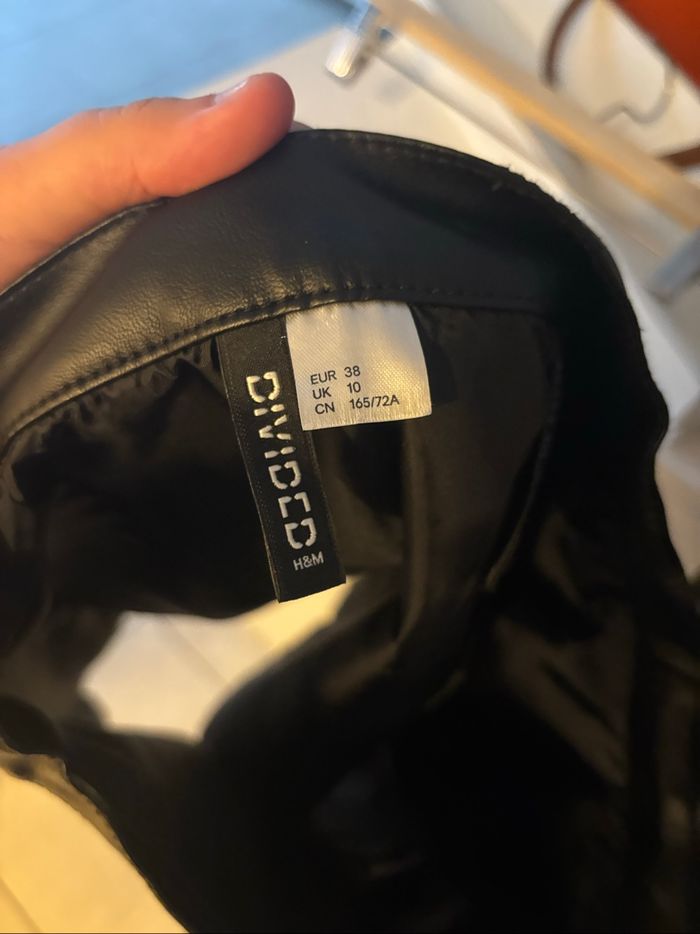 EUR 38
UK 10
CN 165/72A
DIVIDED
H&M